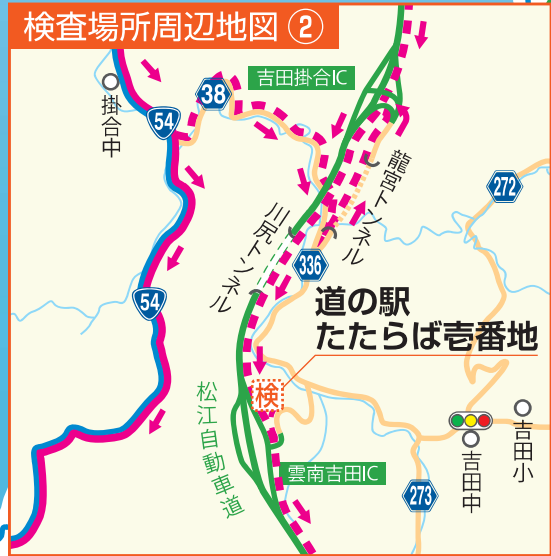 検査場所周辺地図②
吉田掛合IC
38
54
掛合中
龍宮トンネル
272
川尻トンネル
336
54
道の駅
たたらば壱番地
検
松江自動車道
吉田小
吉田中
雲南吉田IC
273